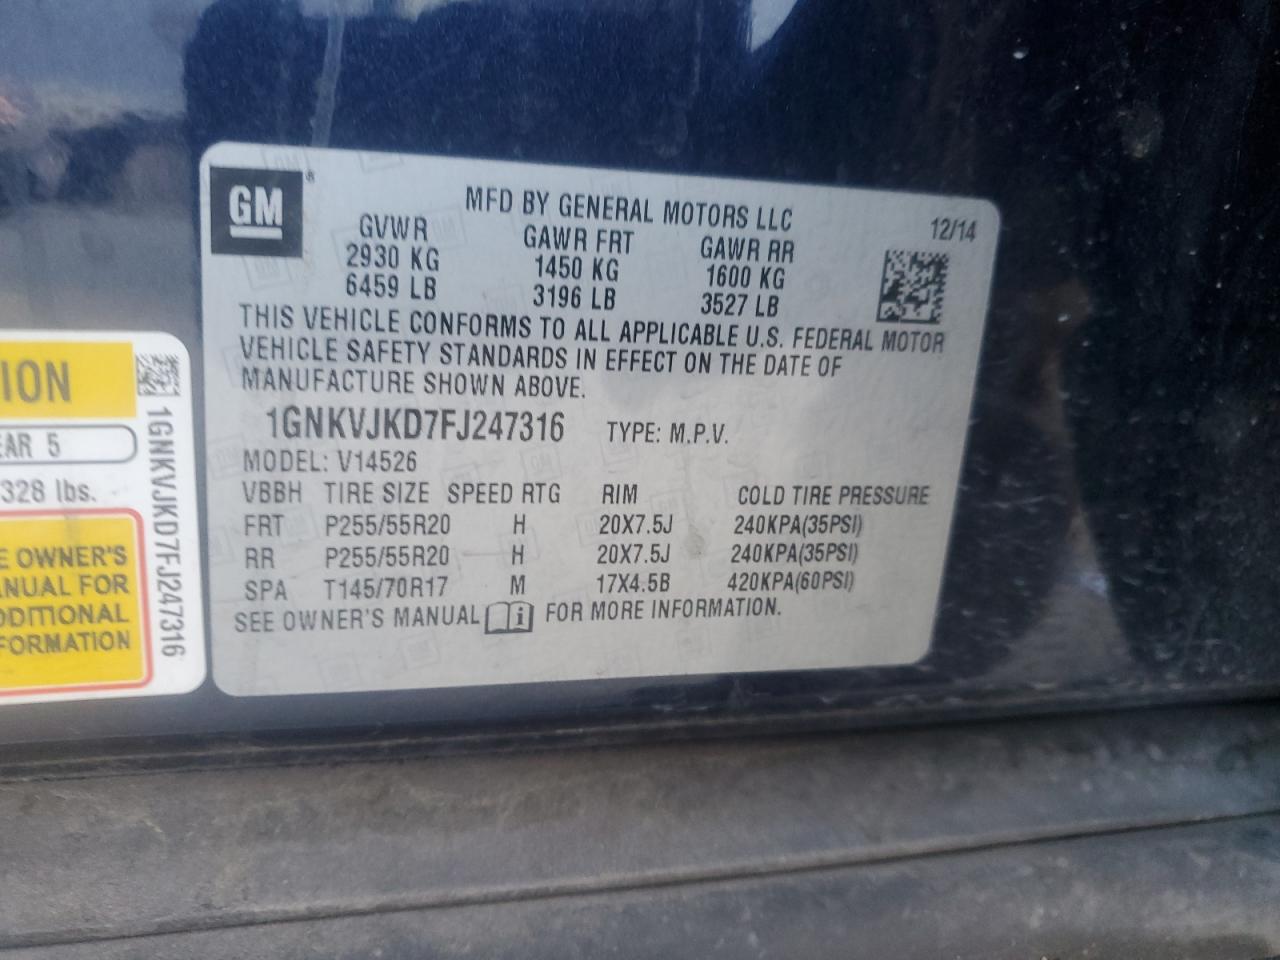 GM
MFD BY GENERAL MOTORS LLC
12/14
GVWR GAWR FRT GAWR RR
2930 KG 1450 KG 1600 KG
6459 LB 3196 LB 3527 LB
THIS VEHICLE CONFORMS TO ALL APPLICABLE U.S. FEDERAL MOTOR
VEHICLE SAFETY STANDARDS IN EFFECT ON THE DATE OF
MANUFACTURE SHOWN ABOVE.
1GNKVJKD7FJ247316 TYPE: M.P.V.
MODEL: V14526
VBBH TIRE SIZE SPEED RTG RIM COLD TIRE PRESSURE
FRT P255/55R20 H 20X7.5J 240KPA(35PSI)
RR P255/55R20 H 20X7.5J 240KPA(35PSI)
SPA T145/70R17 M 17X4.5B 420KPA(60PSI)
SEE OWNER'S MANUAL i FOR MORE INFORMATION.
ION
EAR 5
328 lbs.
E OWNER'S
ANUAL FOR
DDITIONAL
FORMATION
1GNKVJKD7FJ247316